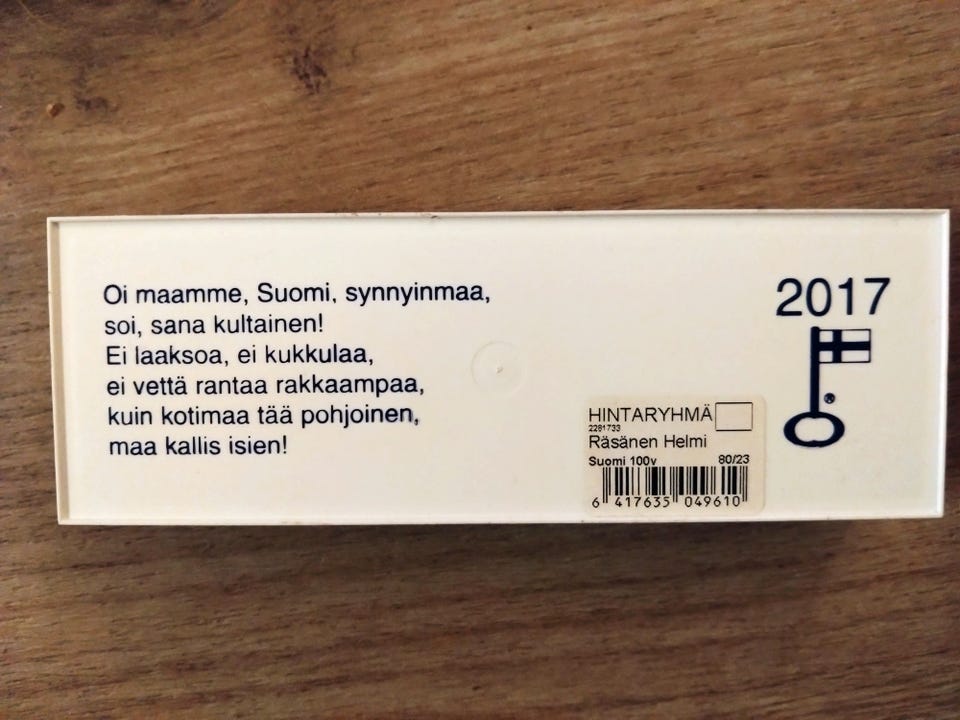 Oi maamme, Suomi, synnyinmaa,
soi, sana kultainen!
Ei laaksoa, ei kukkulaa,
ei vettä rantaa rakkaampaa,
kuin kotimaa tää pohjoinen,
maa kallis isien!
2017
®
HINTARYHMÄ
2281733
Räsänen Helmi
Suomi 100v 80/23
6 417635 049610